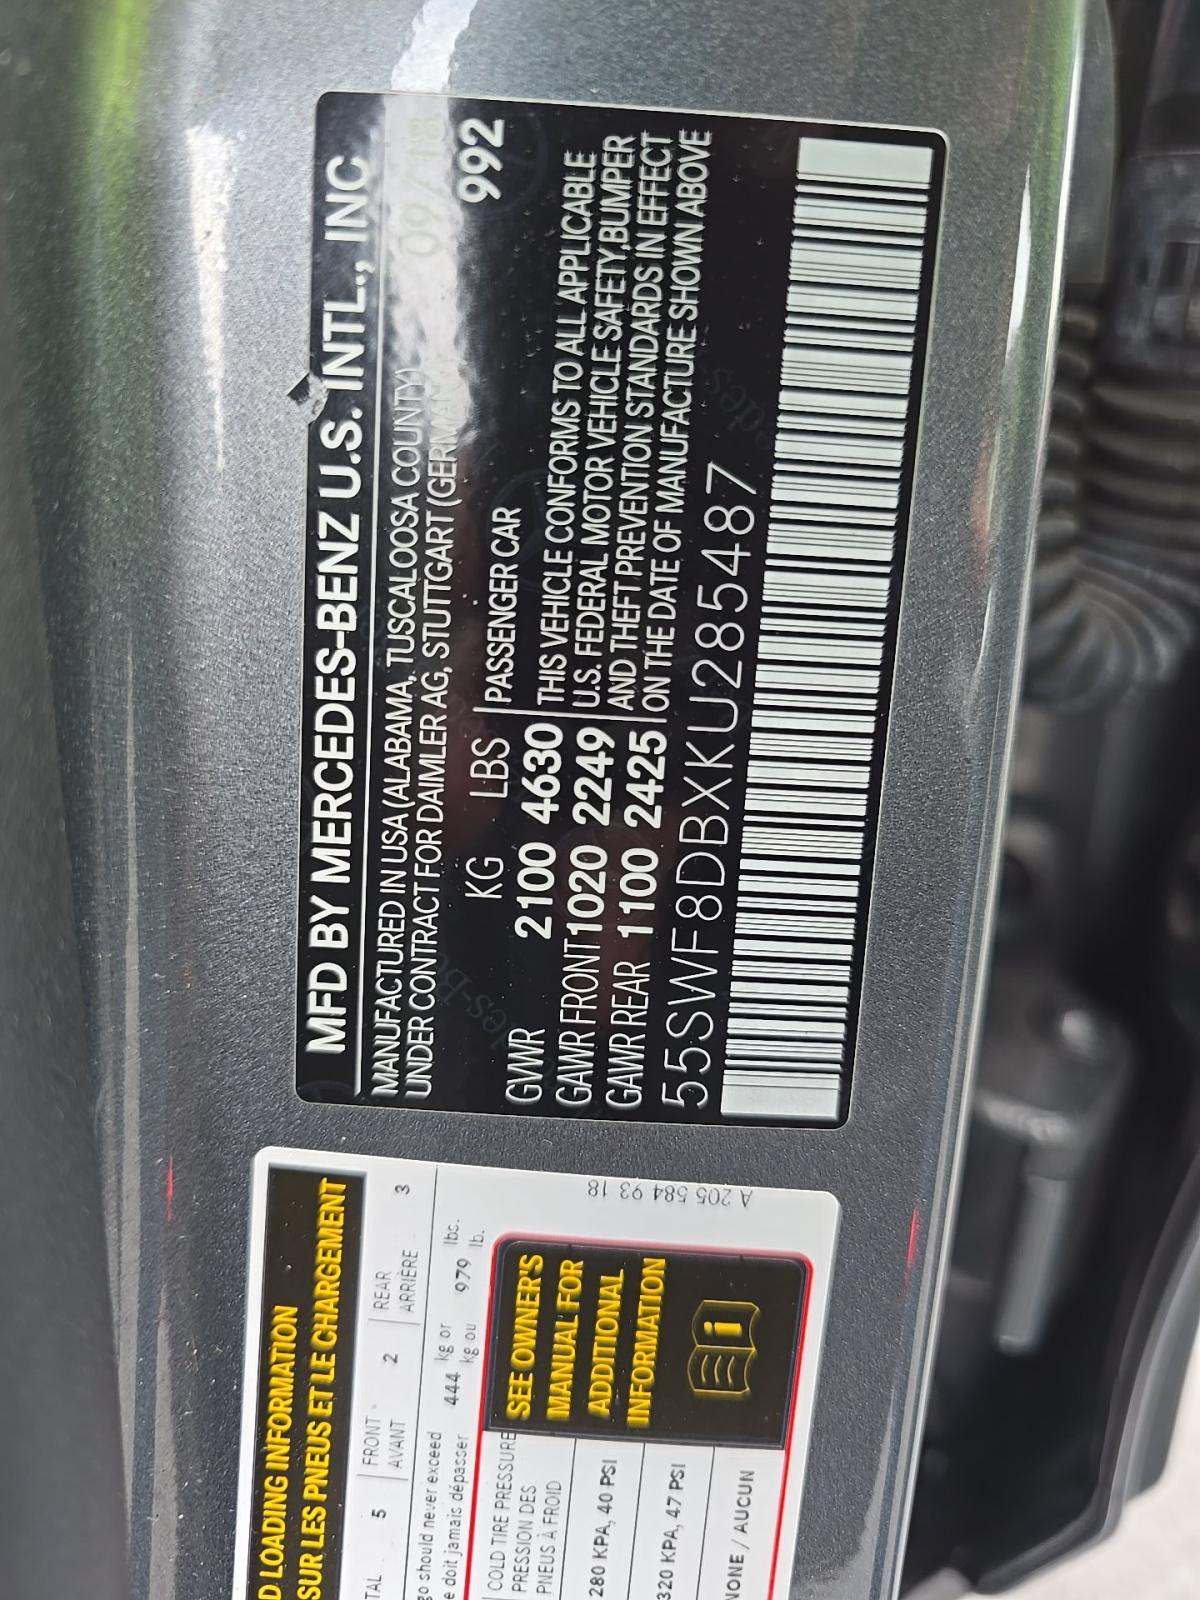 MFD BY MERCEDES-BENZ U.S. INTL., INC
MANUFACTURED IN USA (ALABAMA, TUSCALOOSA COUNTY)
UNDER CONTRACT FOR DAIMLER AG, STUTTGART (GERMANY)
09/18
KG LBS PASSENGER CAR 992
GVWR 2100 4630 THIS VEHICLE CONFORMS TO ALL APPLICABLE
GAWR FRONT 1020 2249 U.S. FEDERAL MOTOR VEHICLE SAFETY, BUMPER
GAWR REAR 1100 2425 AND THEFT PREVENTION STANDARDS IN EFFECT
ON THE DATE OF MANUFACTURE SHOWN ABOVE
55SWF8DBXKU285487
D LOADING INFORMATION
SUR LES PNEUS ET LE CHARGEMENT
TAL 5 FRONT 2 REAR 3
AVANT ARRIÈRE
go should never exceed 444 kg or 979 lbs.
e doit jamais dépasser kg ou lb.
COLD TIRE PRESSURE
PRESSION DES
PNEUS À FROID
280 KPA, 40 PSI
320 KPA, 47 PSI
NONE / AUCUN
SEE OWNER'S
MANUAL FOR
ADDITIONAL
INFORMATION
A 205 584 93 18